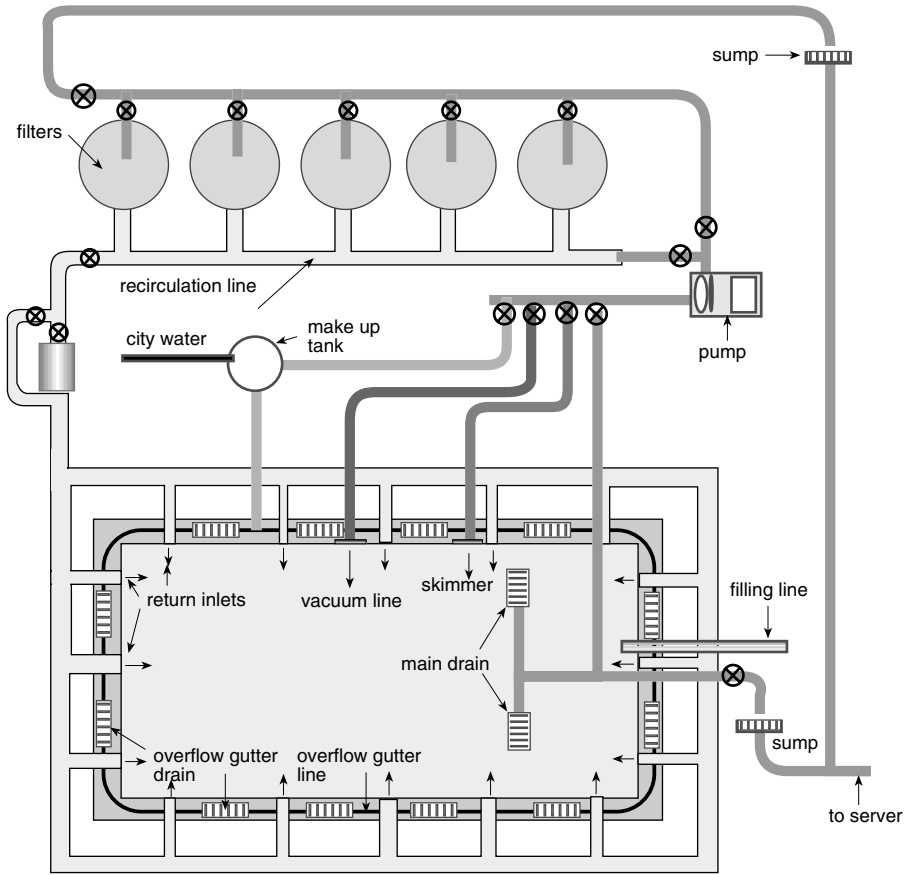 sump
filters
recirculation line
make up
tank
city water
pump
skimmer
return inlets
vacuum line
filling line
main drain
sump
overflow gutter
drain
overflow gutter
line
to server